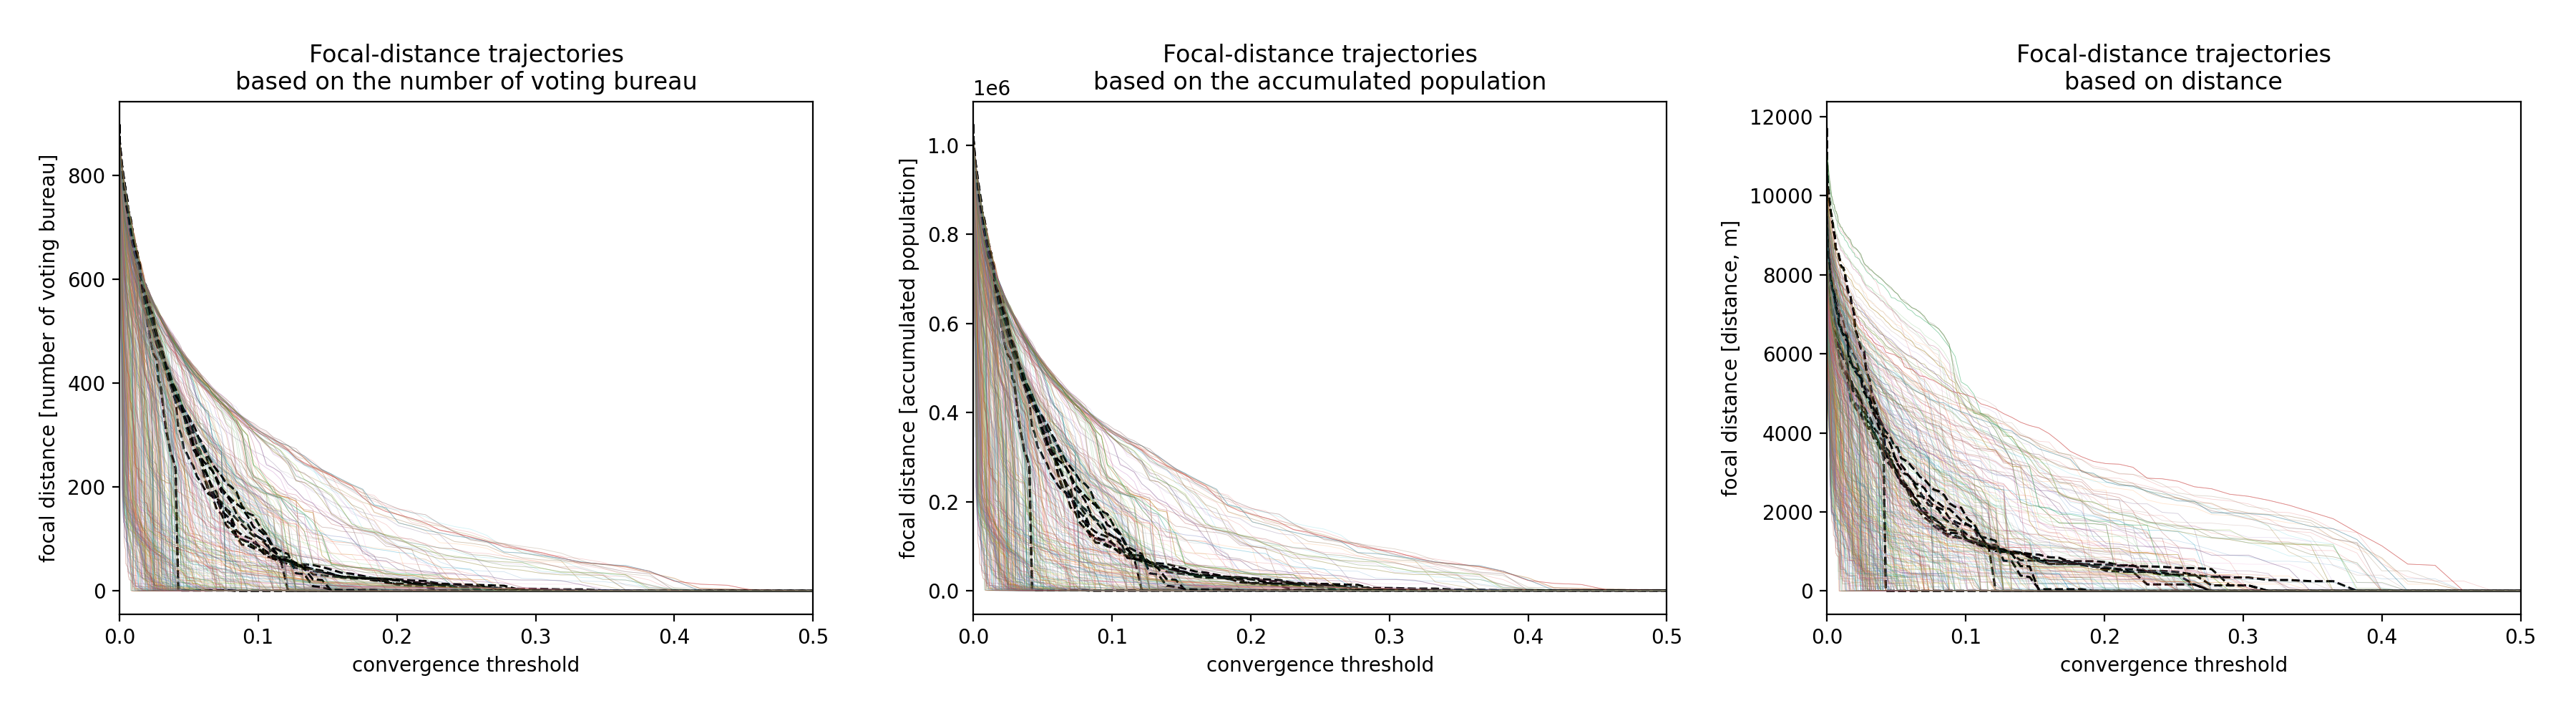 Focal-distance trajectories
based on the number of voting bureau
focal distance [number of voting bureau]
800
600
400
200
0
0.0 0.1 0.2 0.3 0.4 0.5
convergence threshold
Focal-distance trajectories
based on the accumulated population
1e6
focal distance [accumulated population]
1.0
0.8
0.6
0.4
0.2
0.0
0.0 0.1 0.2 0.3 0.4 0.5
convergence threshold
Focal-distance trajectories
based on distance
focal distance [distance, m]
12000
10000
8000
6000
4000
2000
0
0.0 0.1 0.2 0.3 0.4 0.5
convergence threshold